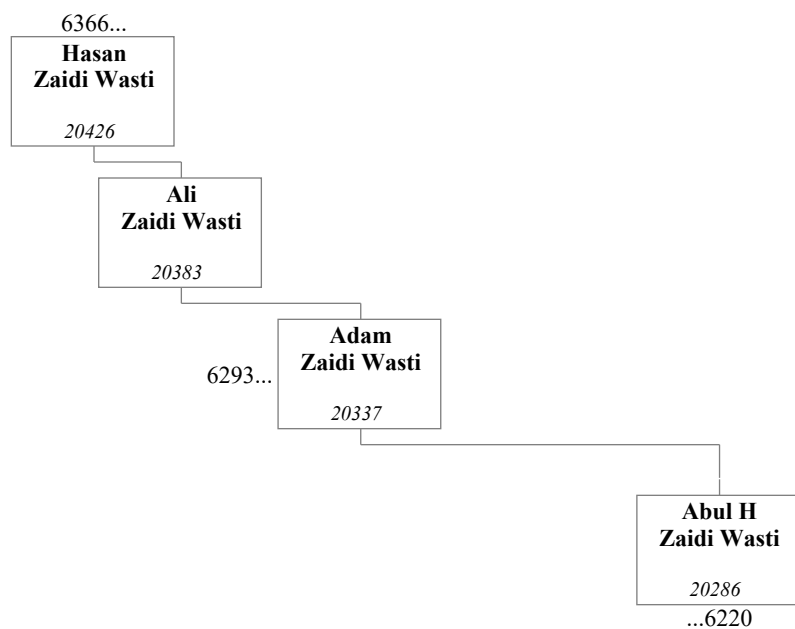 6366...
Hasan
Zaidi Wasti
20426
Ali
Zaidi Wasti
20383
Adam
Zaidi Wasti
6293...
20337
Abul H
Zaidi Wasti
20286
...6220